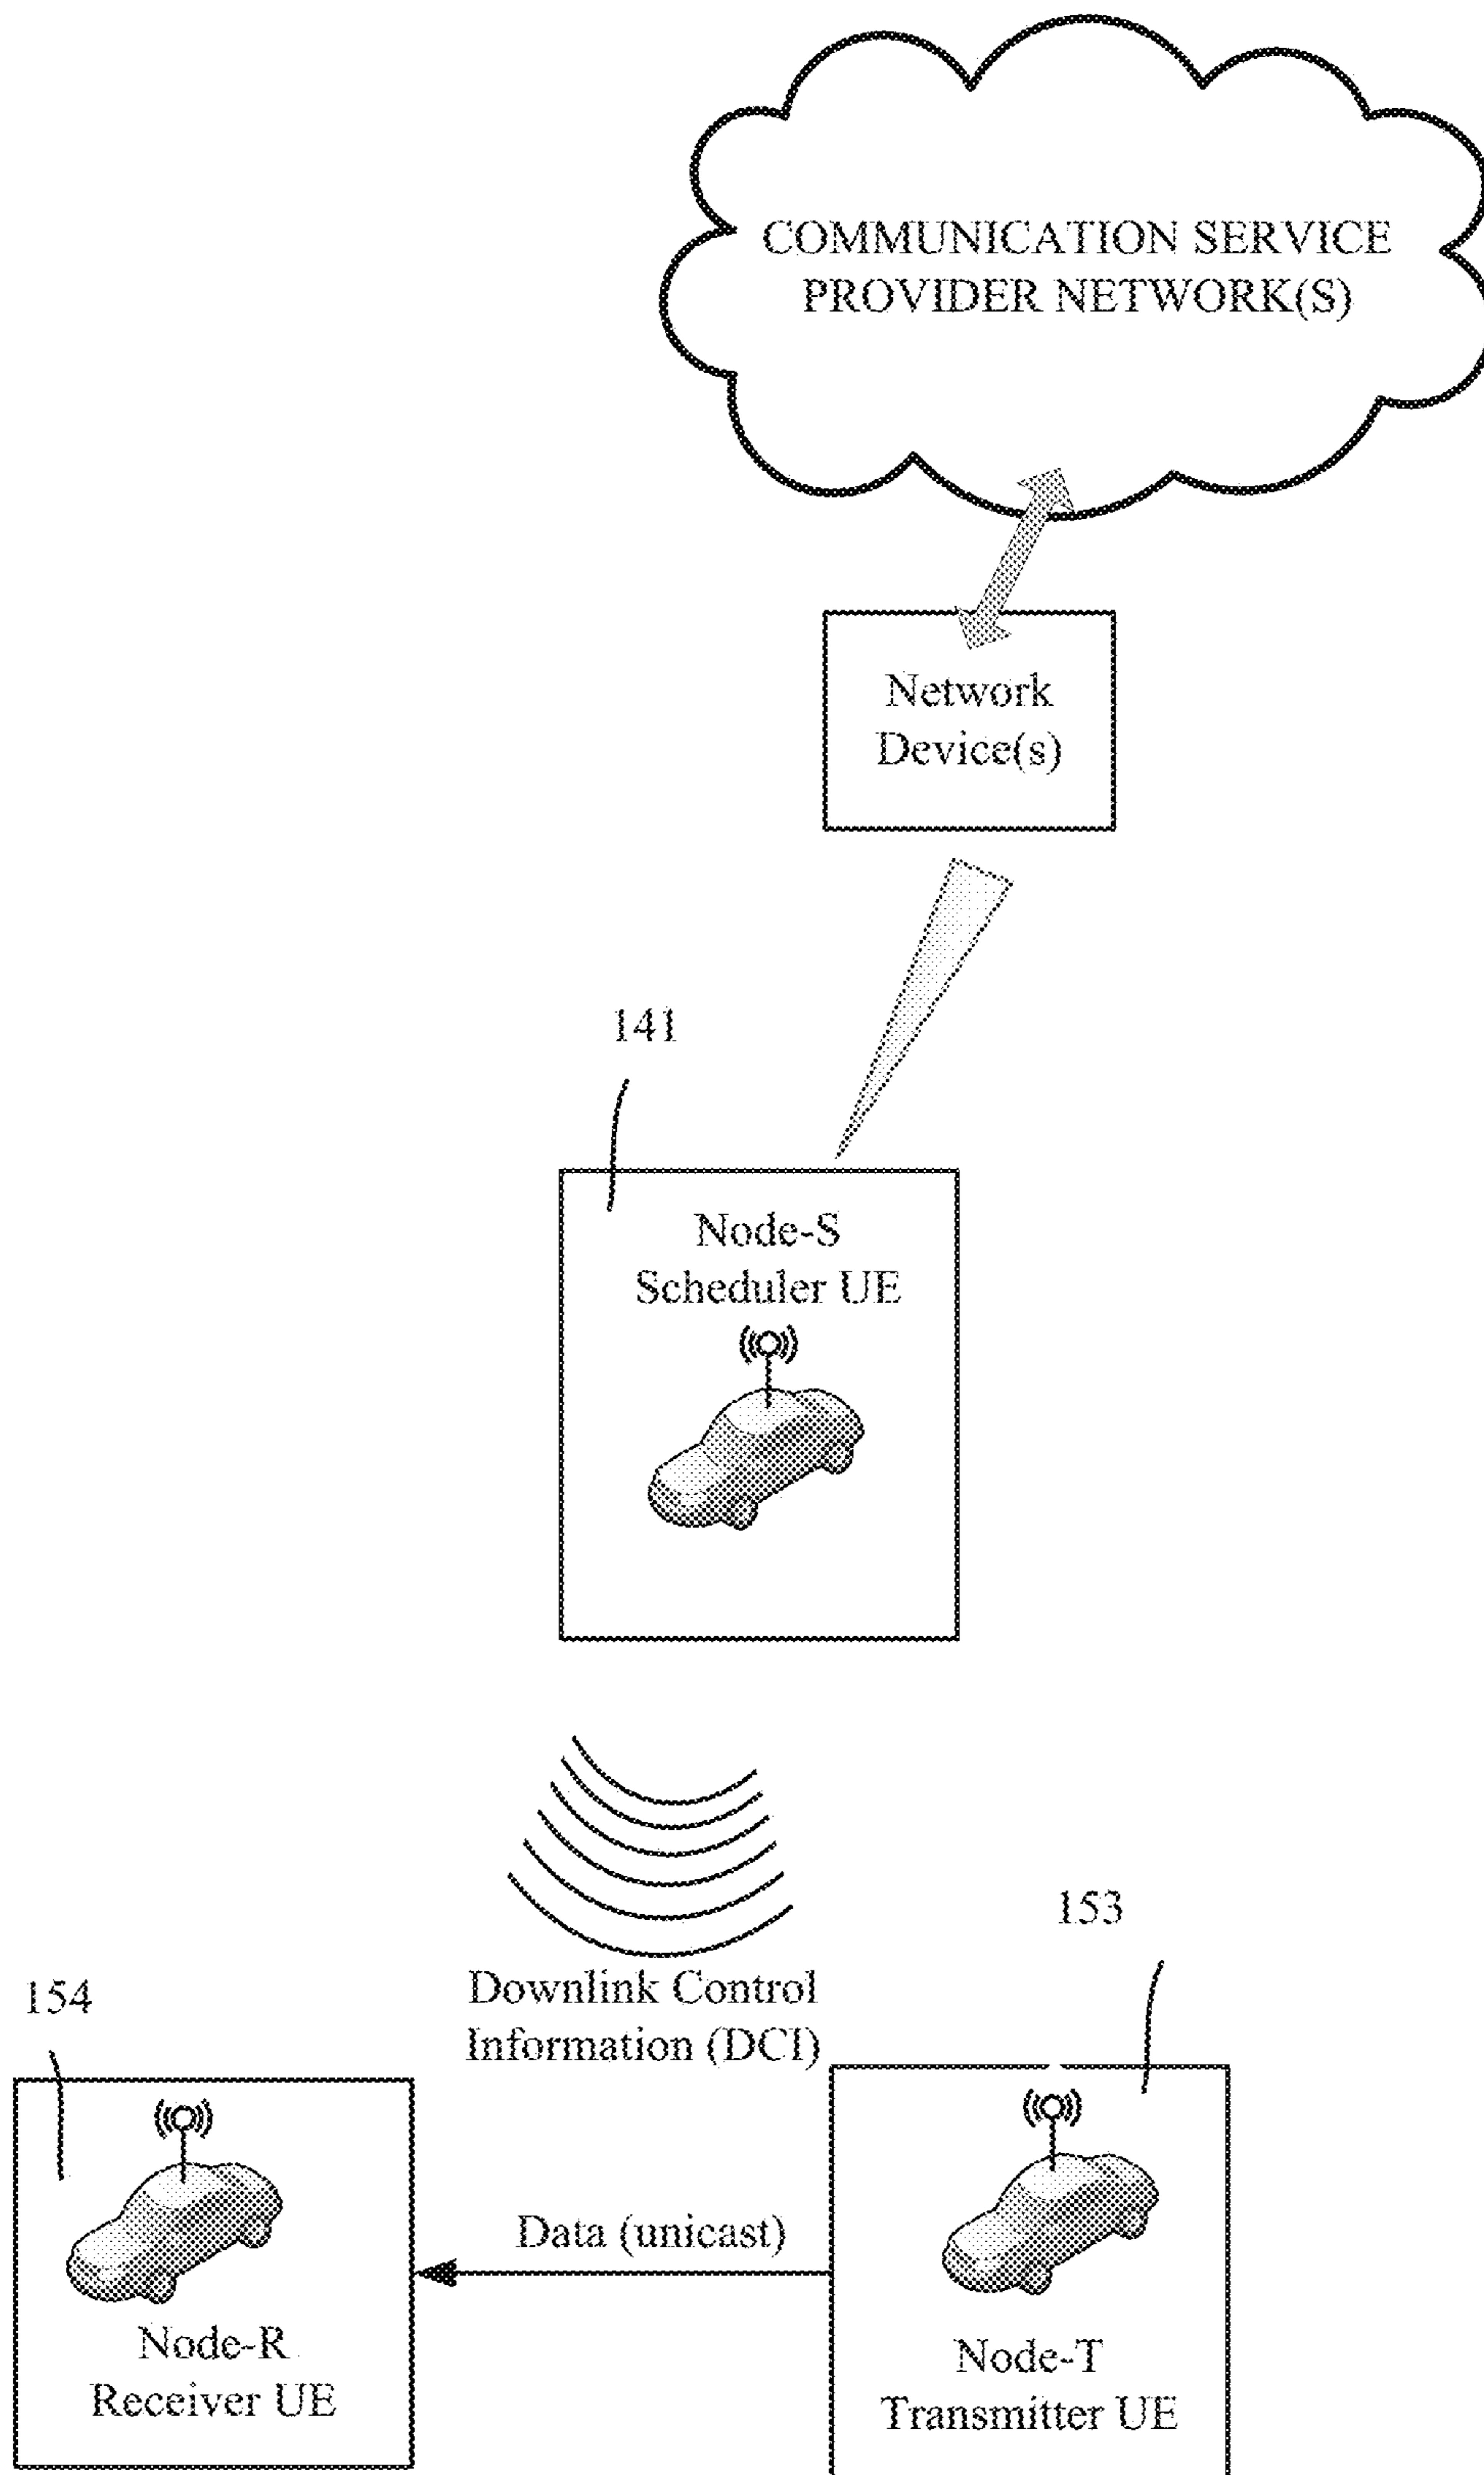 COMMUNICATION SERVICE
PROVIDER NETWORK(S)
Network
Device(s)
141
Node-S
Scheduler UE
Downlink Control
Information (DCI)
153
154
Data (unicast)
Node-R
Receiver UE
Node-T
Transmitter UE